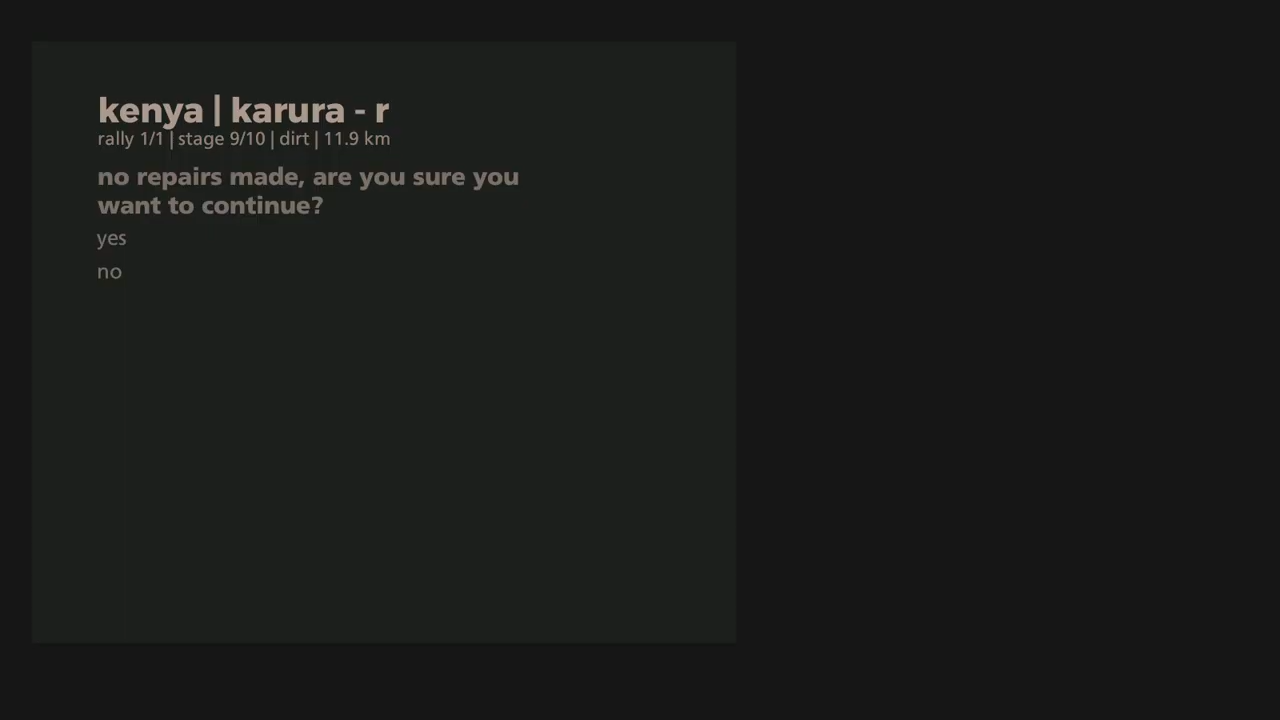 kenya | karura - r
rally 1/1 | stage 9/10 | dirt | 11.9 km
no repairs made, are you sure you
want to continue?
yes
no